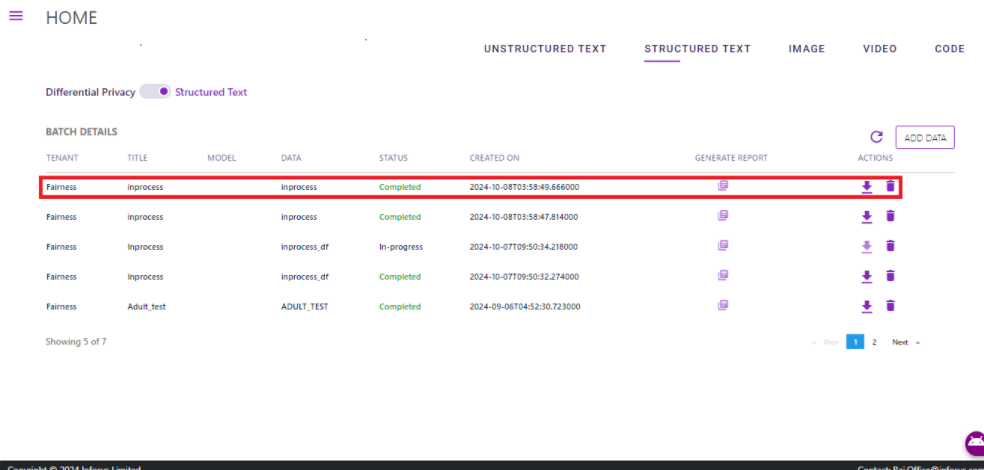 HOME
UNSTRUCTURED TEXT STRUCTURED TEXT IMAGE VIDEO CODE
Differential Privacy Structured Text
BATCH DETAILS
ADD DATA
TENANT TITLE MODEL DATA STATUS CREATED ON GENERATE REPORT ACTIONS
Fairness inprocess inprocess Completed 2024-10-08T03:58:49.666000
Fairness inprocess inprocess Completed 2024-10-08T03:58:47.814000
Fairness Inprocess inprocess_df In-progress 2024-10-07T09:50:34.218000
Fairness Inprocess inprocess_df Completed 2024-10-07T09:50:32.274000
Fairness Adult_test ADULT_TEST Completed 2024-09-06T04:52:30.723000
Showing 5 of 7
« Prev 1 2 Next »
Copyright © 2024 Infosys Limited Contact: Rai.Office@infosys.com